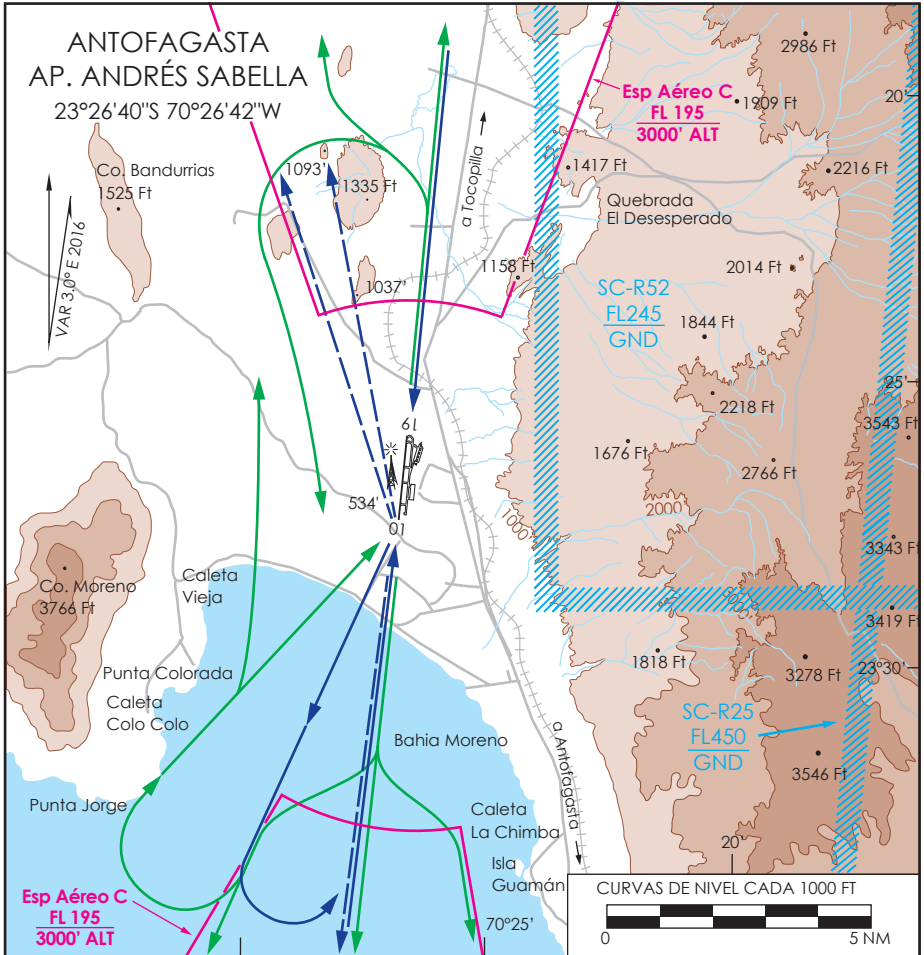 ANTOFAGASTA
AP. ANDRÉS SABELLA
23°26'40"S 70°26'42"W
2986 Ft
20'
Esp Aéreo C
FL 195
3000' ALT
1909 Ft
Co. Bandurrias
1525 Ft
1093'
1335 Ft
a Tocopilla
1417 Ft
2216 Ft
Quebrada
El Desesperado
VAR 3.0° E 2016
1158 Ft
2014 Ft
1037'
SC-R52
FL245
GND
1844 Ft
25'
2218 Ft
3543 Ft
19
1676 Ft
2766 Ft
534'
01
1000'
2000'
3343 Ft
Co. Moreno
3766 Ft
Caleta
Vieja
3000'
3419 Ft
1818 Ft
3278 Ft
23°30'
Punta Colorada
Caleta
Colo Colo
SC-R25
FL450
GND
Bahia Moreno
a Antofagasta
3546 Ft
Punta Jorge
Caleta
La Chimba
20'
Isla
Guamán
Esp Aéreo C
FL 195
3000' ALT
70°25'
CURVAS DE NIVEL CADA 1000 FT
0
5 NM